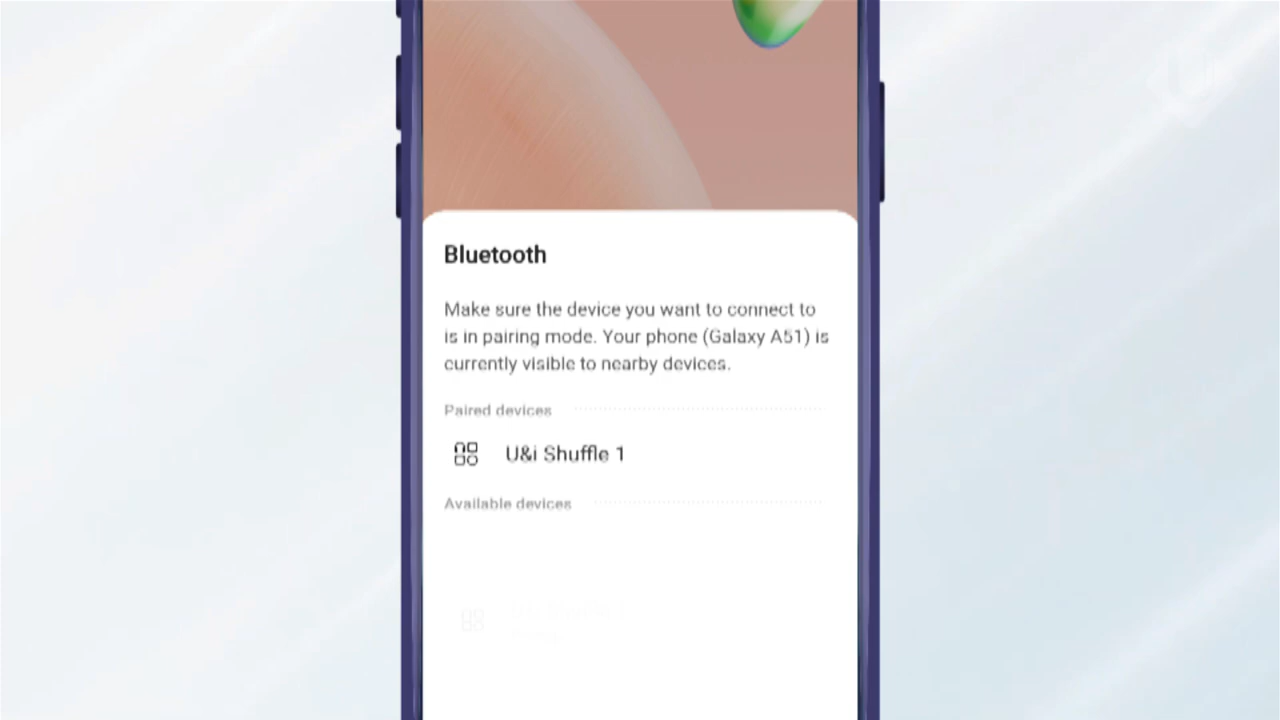 Bluetooth
Make sure the device you want to connect to
is in pairing mode. Your phone (Galaxy A51) is
currently visible to nearby devices.
Paired devices
U&i Shuffle 1
Available devices